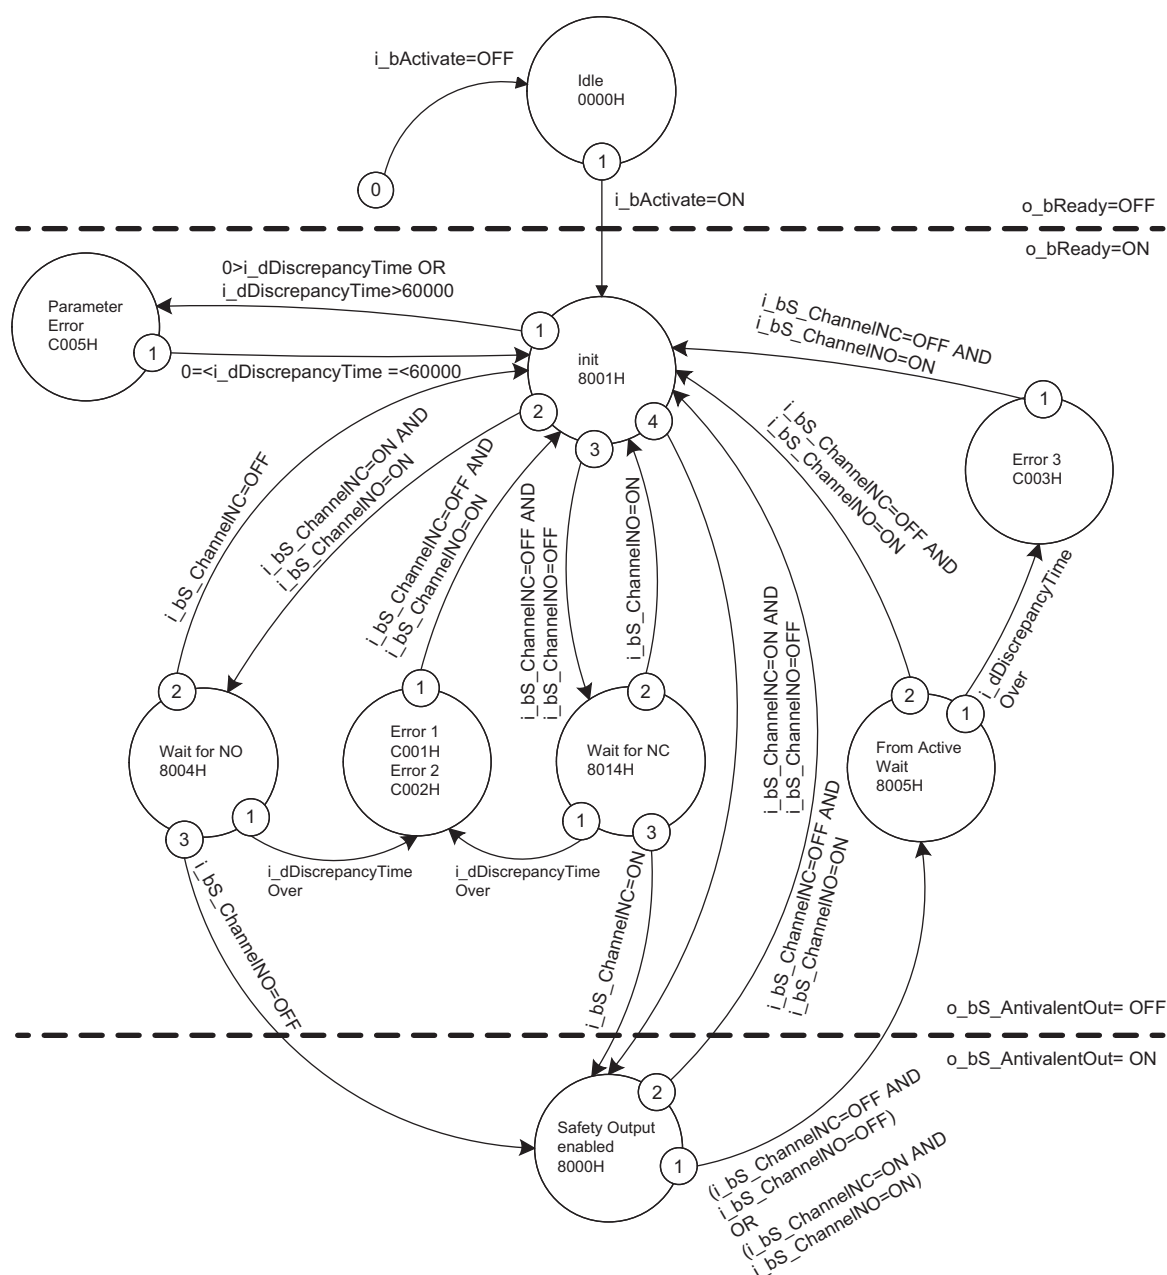 i_bActivate=OFF
Idle
0000H
1
0
i_bActivate=ON
o_bReady=OFF
o_bReady=ON
0>i_dDiscrepancyTime OR
i_dDiscrepancyTime>60000
Parameter
Error
C005H
1
0=<i_dDiscrepancyTime =<60000
1
init
8001H
2
3
4
i_bS_ChannelNC=OFF AND
i_bS_ChannelNO=ON
1
Error 3
C003H
i_bS_ChannelNC=OFF
i_bS_ChannelNC=ON AND
i_bS_ChannelNO=ON
i_bS_ChannelNC=OFF AND
i_bS_ChannelNO=ON
i_bS_ChannelNC=OFF AND
i_bS_ChannelNO=OFF
i_bS_ChannelNO=ON
i_bS_ChannelNC=ON AND
i_bS_ChannelNO=OFF
i_bS_ChannelNC=OFF AND
i_bS_ChannelNO=ON
i_dDiscrepancyTime
Over
2
Wait for NO
8004H
1
3
1
Error 1
C001H
Error 2
C002H
2
Wait for NC
8014H
1
3
2
1
From Active
Wait
8005H
i_dDiscrepancyTime
Over
i_dDiscrepancyTime
Over
i_bS_ChannelNO=OFF
i_bS_ChannelNC=ON
i_bS_ChannelNC=OFF AND
i_bS_ChannelNO=ON
o_bS_AntivalentOut= OFF
o_bS_AntivalentOut= ON
2
Safety Output
enabled
8000H
1
(i_bS_ChannelNC=OFF AND
i_bS_ChannelNO=OFF)
OR
(i_bS_ChannelNC=ON AND
i_bS_ChannelNO=ON)